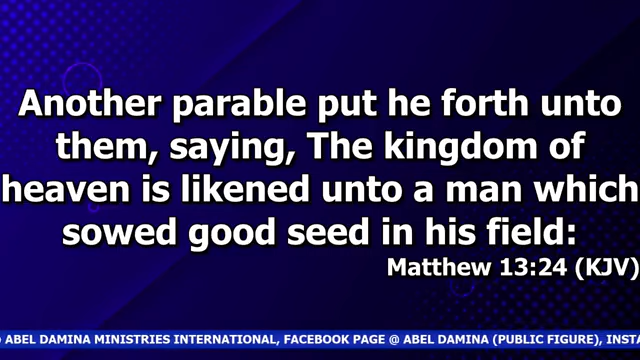 Another parable put he forth unto
them, saying, The kingdom of
heaven is likened unto a man which
sowed good seed in his field:
Matthew 13:24 (KJV)
ABEL DAMINA MINISTRIES INTERNATIONAL, FACEBOOK PAGE @ ABEL DAMINA (PUBLIC FIGURE), INSTA